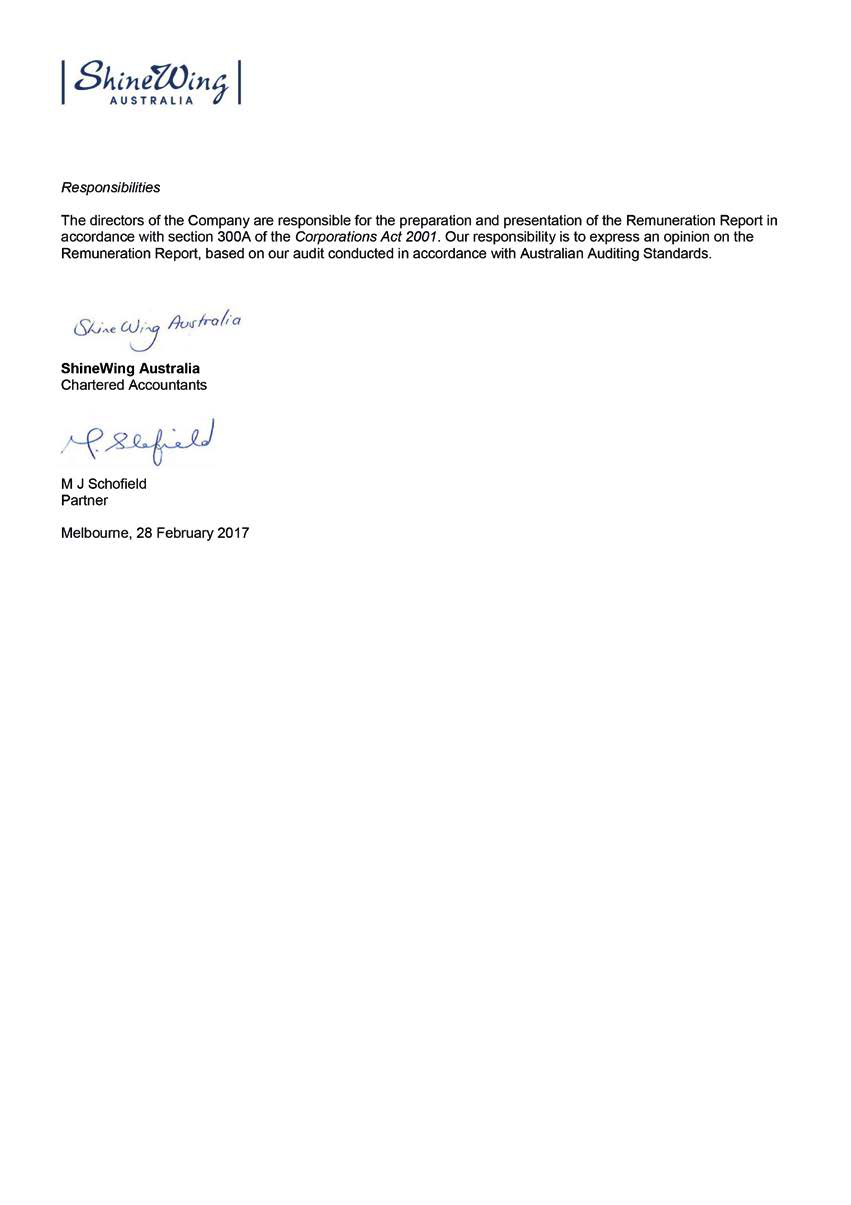 ShineWing
AUSTRALIA
Responsibilities
The directors of the Company are responsible for the preparation and presentation of the Remuneration Report in
accordance with section 300A of the Corporations Act 2001. Our responsibility is to express an opinion on the
Remuneration Report, based on our audit conducted in accordance with Australian Auditing Standards.
ShineWing Australia
ShineWing Australia
Chartered Accountants
M J Schofield
Partner
Melbourne, 28 February 2017